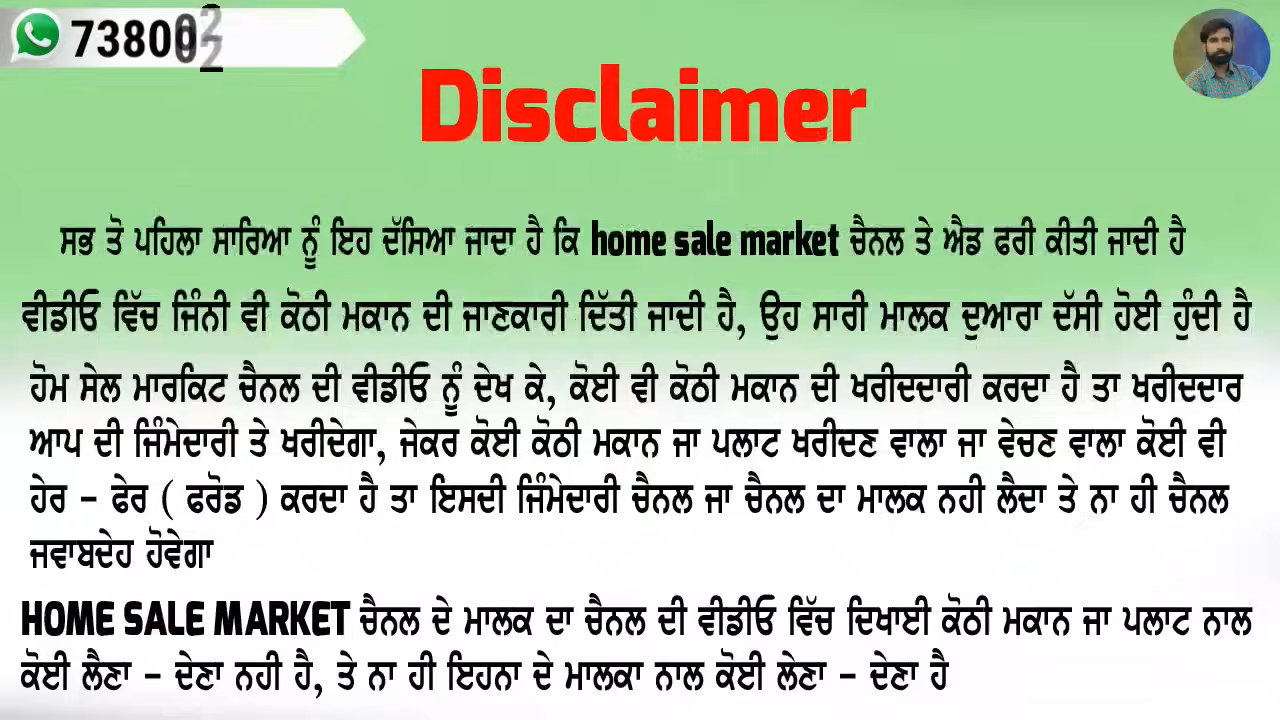 73800
Disclaimer
ਸਭ ਤੋ ਪਹਿਲਾ ਸਾਰਿਆ ਨੂੰ ਇਹ ਦੱਸਿਆ ਜਾਦਾ ਹੈ ਕਿ home sale market ਚੈਨਲ ਤੇ ਐਡ ਫਰੀ ਕੀਤੀ ਜਾਦੀ ਹੈ
ਵੀਡੀਓ ਵਿੱਚ ਜਿੰਨੀ ਵੀ ਕੋਠੀ ਮਕਾਨ ਦੀ ਜਾਣਕਾਰੀ ਦਿੱਤੀ ਜਾਦੀ ਹੈ, ਉਹ ਸਾਰੀ ਮਾਲਕ ਦੁਆਰਾ ਦੱਸੀ ਹੋਈ ਹੁੰਦੀ ਹੈ
ਹੋਮ ਸੇਲ ਮਾਰਕਿਟ ਚੈਨਲ ਦੀ ਵੀਡੀਓ ਨੂੰ ਦੇਖ ਕੇ, ਕੋਈ ਵੀ ਕੋਠੀ ਮਕਾਨ ਦੀ ਖਰੀਦਦਾਰੀ ਕਰਦਾ ਹੈ ਤਾ ਖਰੀਦਦਾਰ
ਆਪ ਦੀ ਜਿੰਮੇਦਾਰੀ ਤੇ ਖਰੀਦੇਗਾ, ਜੇਕਰ ਕੋਈ ਕੋਠੀ ਮਕਾਨ ਜਾ ਪਲਾਟ ਖਰੀਦਣ ਵਾਲਾ ਜਾ ਵੇਚਣ ਵਾਲਾ ਕੋਈ ਵੀ
ਹੇਰ - ਫੇਰ ( ਫਰੋਡ ) ਕਰਦਾ ਹੈ ਤਾ ਇਸਦੀ ਜਿੰਮੇਦਾਰੀ ਚੈਨਲ ਜਾ ਚੈਨਲ ਦਾ ਮਾਲਕ ਨਹੀ ਲੈਦਾ ਤੇ ਨਾ ਹੀ ਚੈਨਲ
ਜਵਾਬਦੇਹ ਹੋਵੇਗਾ
HOME SALE MARKET ਚੈਨਲ ਦੇ ਮਾਲਕ ਦਾ ਚੈਨਲ ਦੀ ਵੀਡੀਓ ਵਿੱਚ ਦਿਖਾਈ ਕੋਠੀ ਮਕਾਨ ਜਾ ਪਲਾਟ ਨਾਲ
ਕੋਈ ਲੈਣਾ - ਦੇਣਾ ਨਹੀ ਹੈ, ਤੇ ਨਾ ਹੀ ਇਹਨਾ ਦੇ ਮਾਲਕਾ ਨਾਲ ਕੋਈ ਲੇਣਾ - ਦੇਣਾ ਹੈ